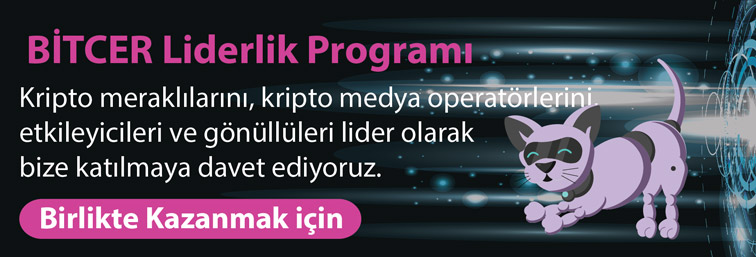 BİTCER Liderlik Programı
Kripto meraklılarını, kripto medya operatörlerini,
etkileyicileri ve gönüllüleri lider olarak
bize katılmaya davet ediyoruz.
Birlikte Kazanmak için